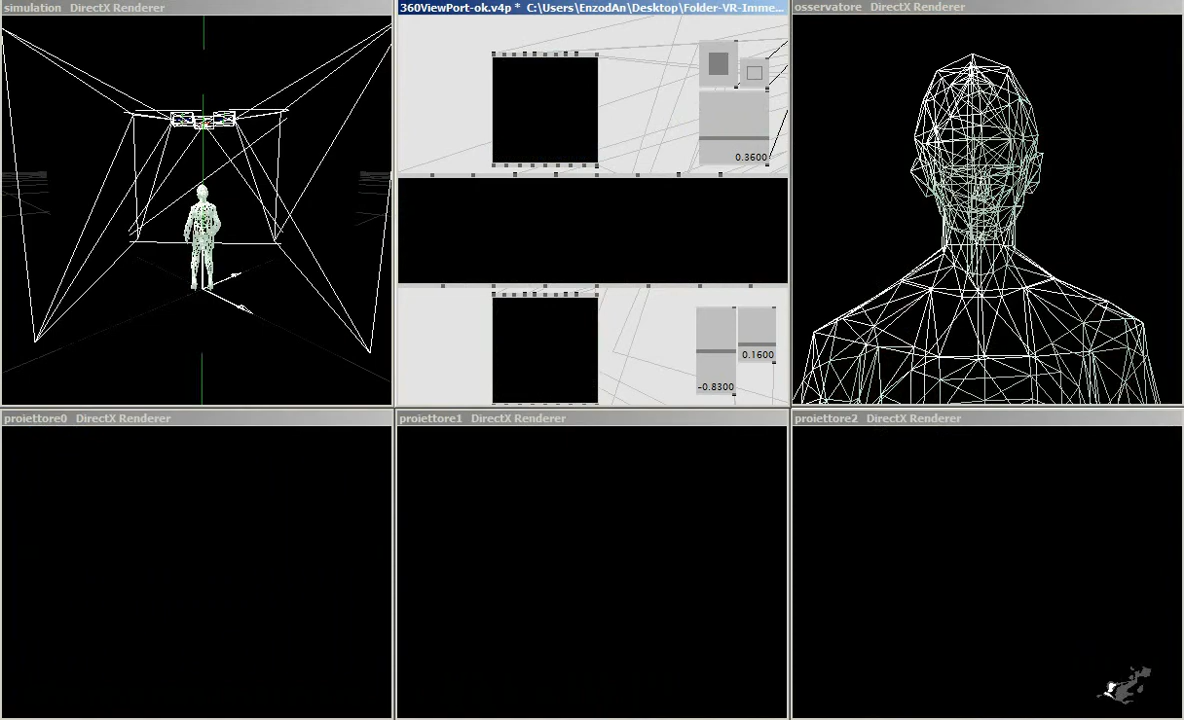 simulation DirectX Renderer
360ViewPort-ok.v4p * C:\Users\EnzodAn\Desktop\Folder-VR-Imme...
osservatore DirectX Renderer
0.3600
0.1600
-0.8300
proiettore0 DirectX Renderer
proiettore1 DirectX Renderer
proiettore2 DirectX Renderer